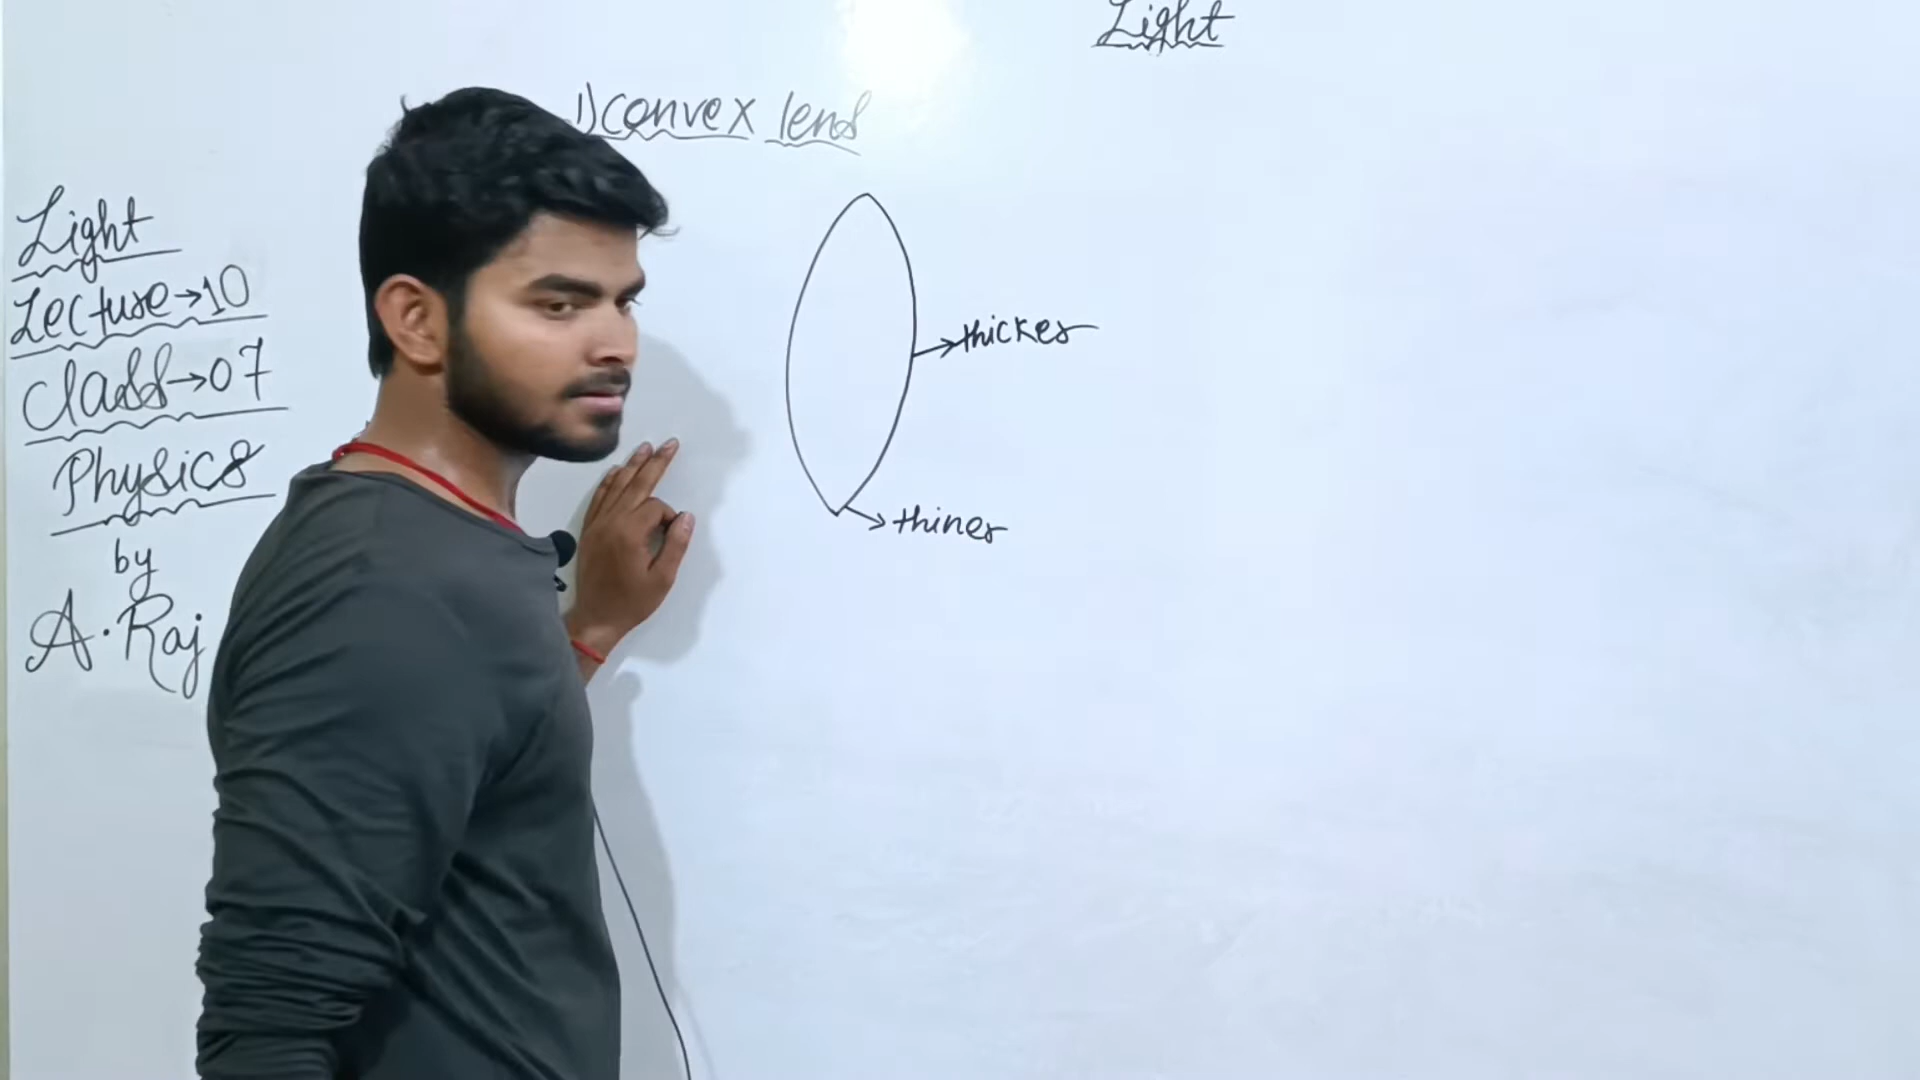 Light
1) convex lens
thicker
thiner
Light
Lecture→10
Class→07
Physics
by
A. Raj